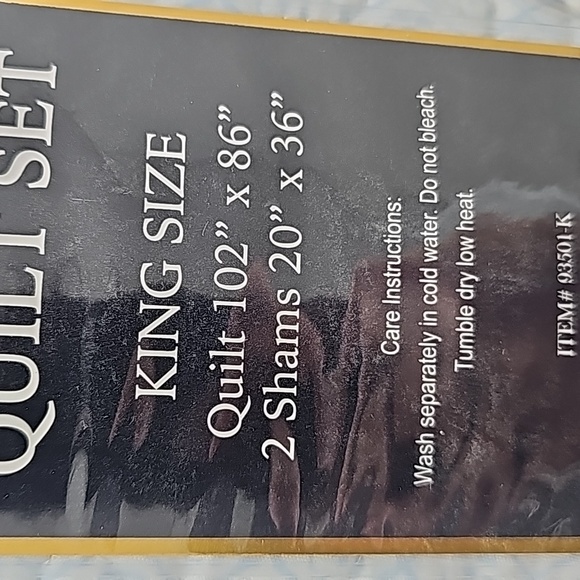 QUILT SET
KING SIZE
Quilt 102” x 86”
2 Shams 20” x 36”
Care Instructions:
Wash separately in cold water. Do not bleach.
Tumble dry low heat.
ITEM# 93501-K